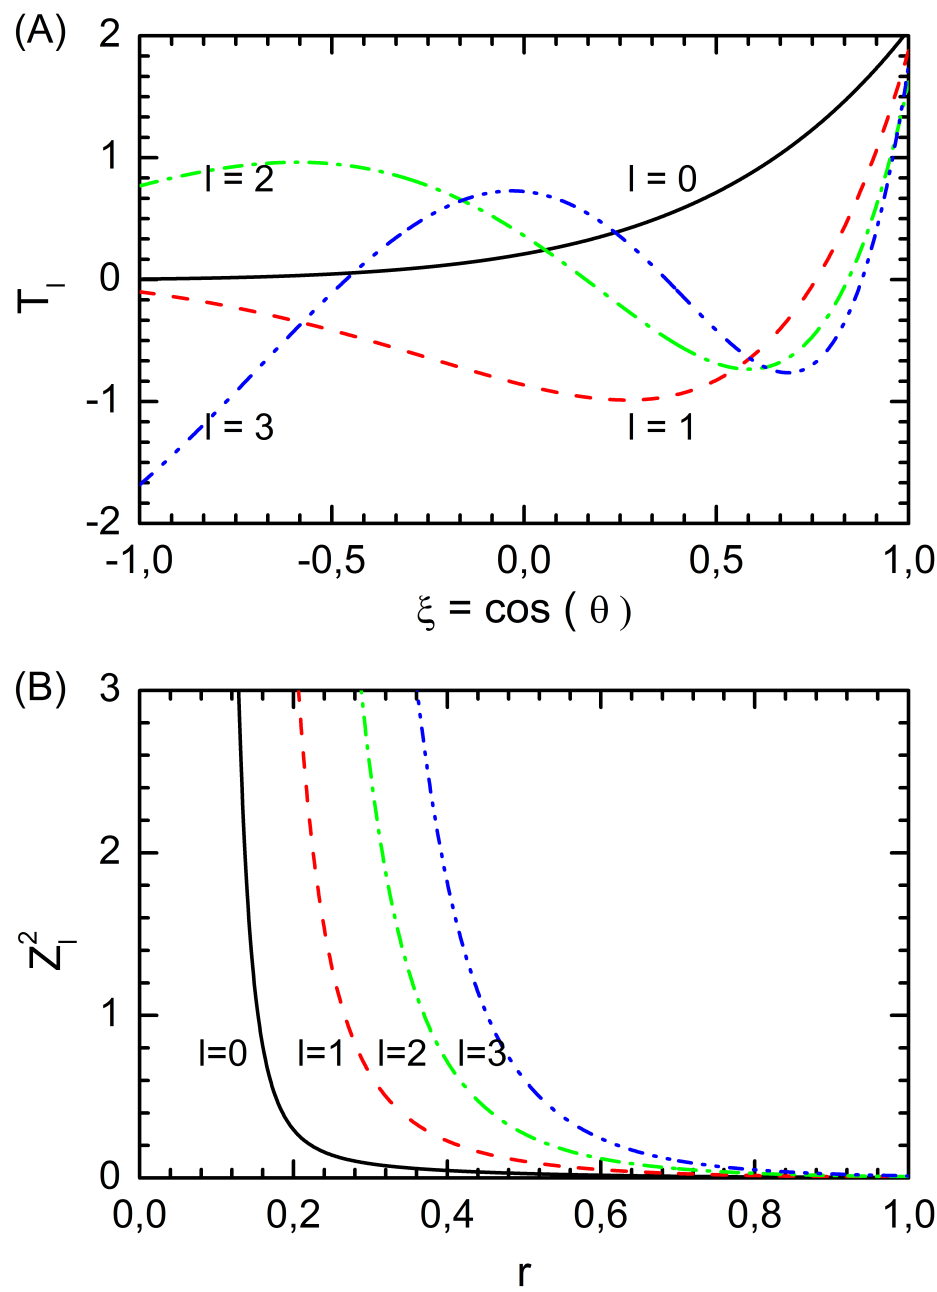 (A)
2
1
0
-1
-2
T_l
l = 2
l = 0
l = 3
l = 1
-1,0 -0,5 0,0 0,5 1,0
ξ = cos ( θ )
(B)
3
2
1
0
Z_l^2
l=0 l=1 l=2 l=3
0,0 0,2 0,4 0,6 0,8 1,0
r